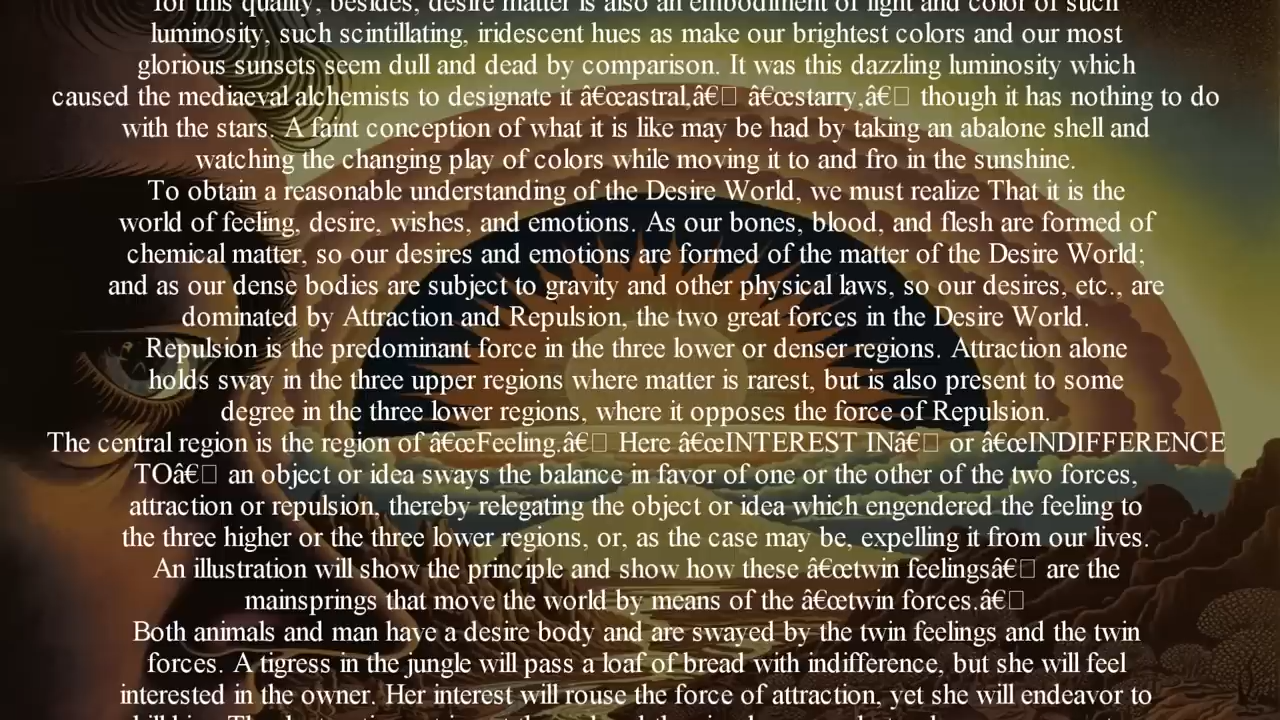 for this quality, besides, desire matter is also an embodiment of light and color of such
luminosity, such scintillating, iridescent hues as make our brightest colors and our most
glorious sunsets seem dull and dead by comparison. It was this dazzling luminosity which
caused the mediaeval alchemists to designate it â€œastral,â€□ â€œstarry,â€□ though it has nothing to do
with the stars. A faint conception of what it is like may be had by taking an abalone shell and
watching the changing play of colors while moving it to and fro in the sunshine.
To obtain a reasonable understanding of the Desire World, we must realize That it is the
world of feeling, desire, wishes, and emotions. As our bones, blood, and flesh are formed of
chemical matter, so our desires and emotions are formed of the matter of the Desire World;
and as our dense bodies are subject to gravity and other physical laws, so our desires, etc., are
dominated by Attraction and Repulsion, the two great forces in the Desire World.
Repulsion is the predominant force in the three lower or denser regions. Attraction alone
holds sway in the three upper regions where matter is rarest, but is also present to some
degree in the three lower regions, where it opposes the force of Repulsion.
The central region is the region of â€œFeeling.â€□ Here â€œINTEREST INâ€□ or â€œINDIFFERENCE
TOâ€□ an object or idea sways the balance in favor of one or the other of the two forces,
attraction or repulsion, thereby relegating the object or idea which engendered the feeling to
the three higher or the three lower regions, or, as the case may be, expelling it from our lives.
An illustration will show the principle and show how these â€œtwin feelingsâ€□ are the
mainsprings that move the world by means of the â€œtwin forces.â€□
Both animals and man have a desire body and are swayed by the twin feelings and the twin
forces. A tigress in the jungle will pass a loaf of bread with indifference, but she will feel
interested in the owner. Her interest will rouse the force of attraction, yet she will endeavor to